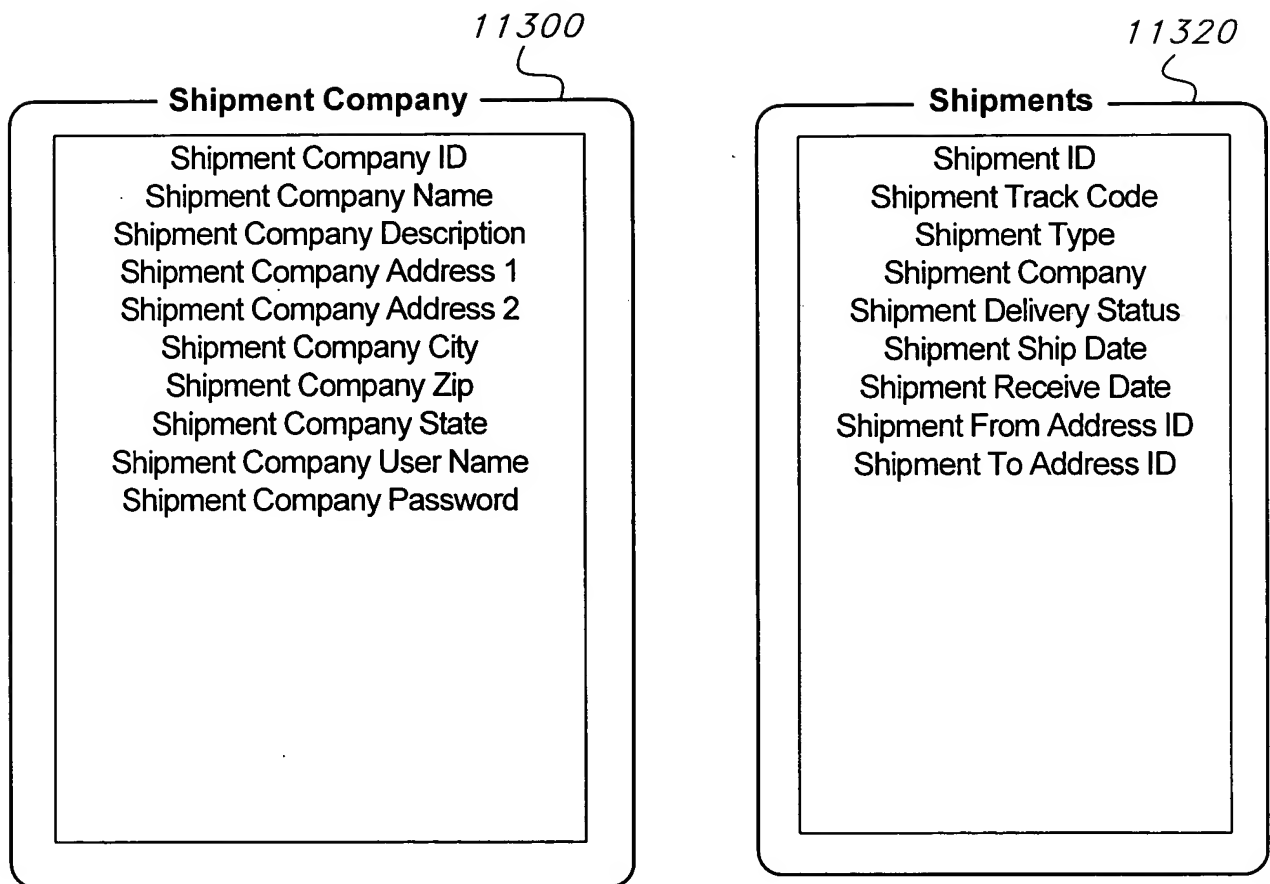 11300
Shipment Company
Shipment Company ID
Shipment Company Name
Shipment Company Description
Shipment Company Address 1
Shipment Company Address 2
Shipment Company City
Shipment Company Zip
Shipment Company State
Shipment Company User Name
Shipment Company Password
11320
Shipments
Shipment ID
Shipment Track Code
Shipment Type
Shipment Company
Shipment Delivery Status
Shipment Ship Date
Shipment Receive Date
Shipment From Address ID
Shipment To Address ID